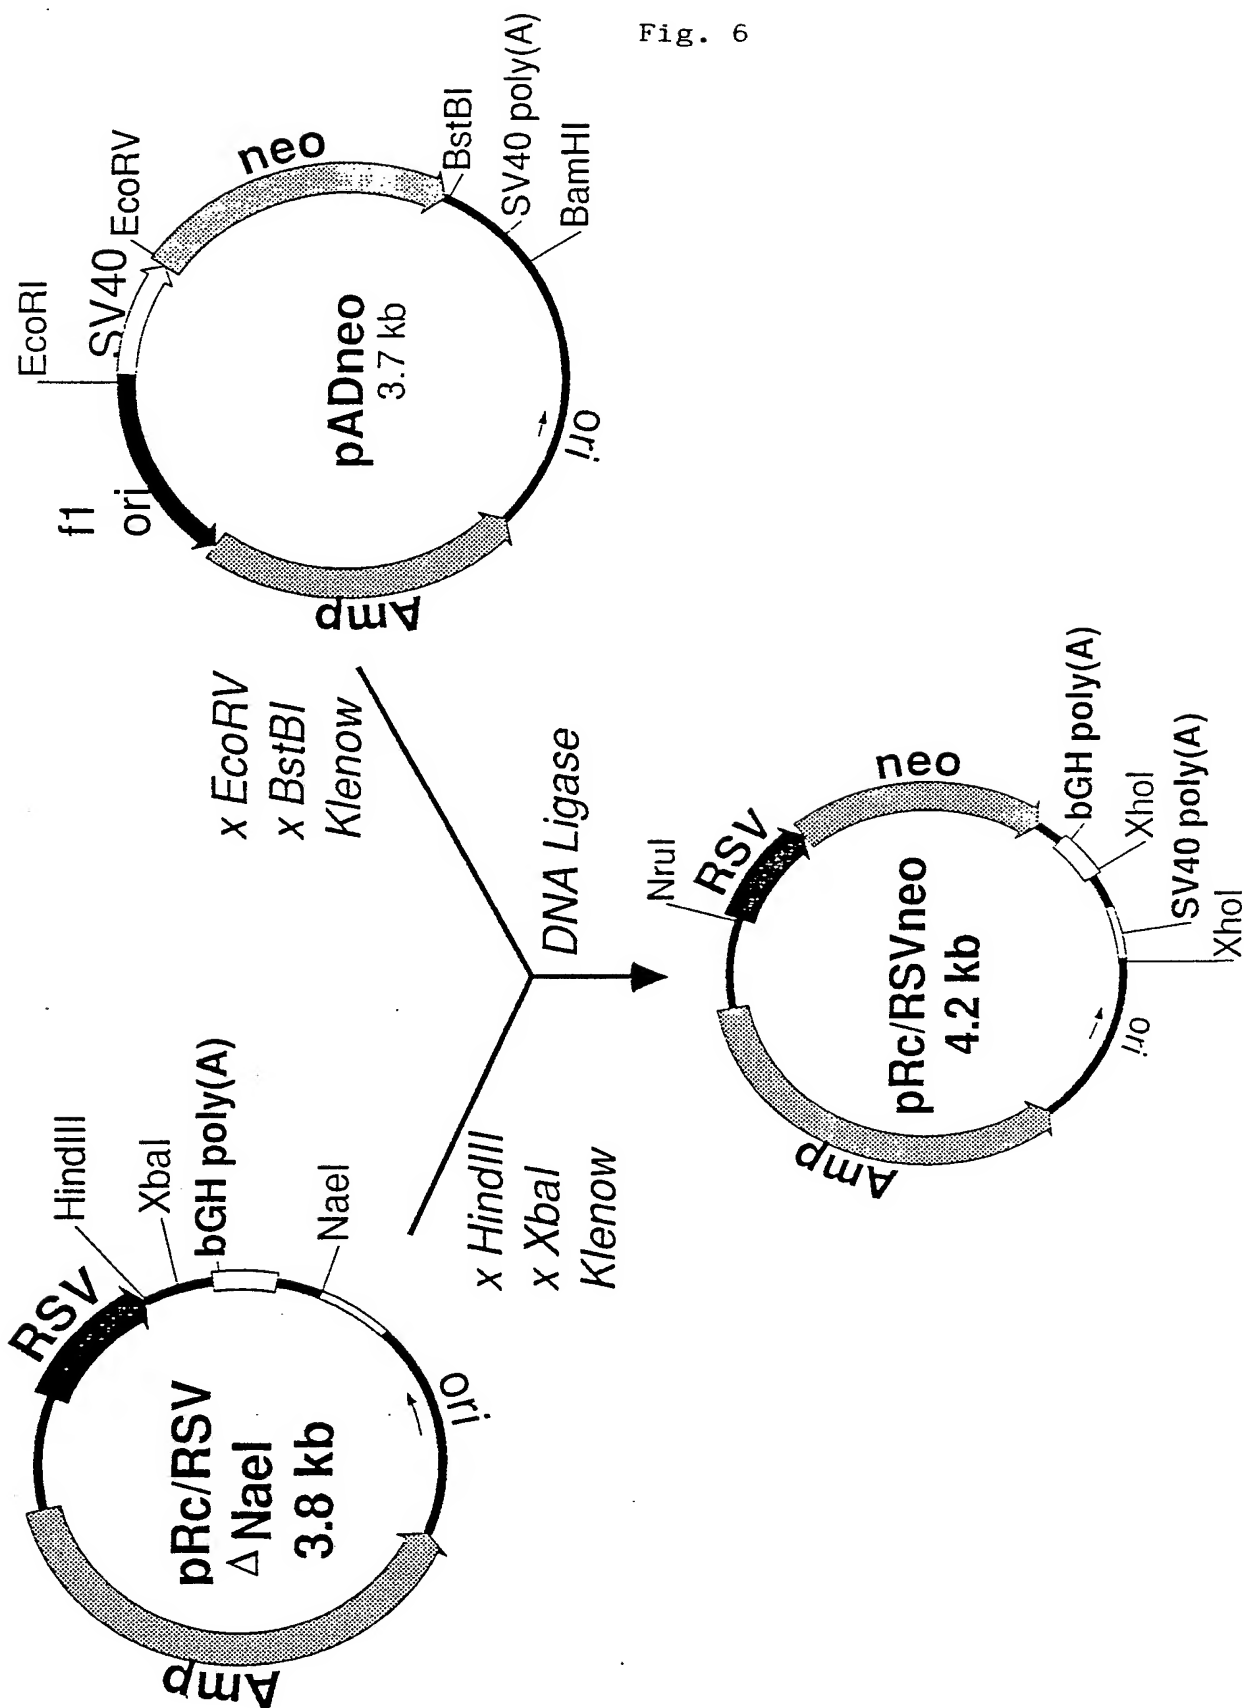 Fig. 6
RSV
HindIII
XbaI
bGH poly(A)
NaeI
ori
Amp
pRc/RSV
△NaeI
3.8 kb
EcoRI
SV40
EcoRV
neo
BstBI
SV40 poly(A)
BamHI
ori
Amp
f1
ori
pADneo
3.7 kb
x HindIII
x XbaI
Klenow
x EcoRV
x BstBI
Klenow
DNA Ligase
NruI
RSV
neo
bGH poly(A)
XhoI
SV40 poly(A)
XhoI
ori
Amp
pRc/RSVneo
4.2 kb